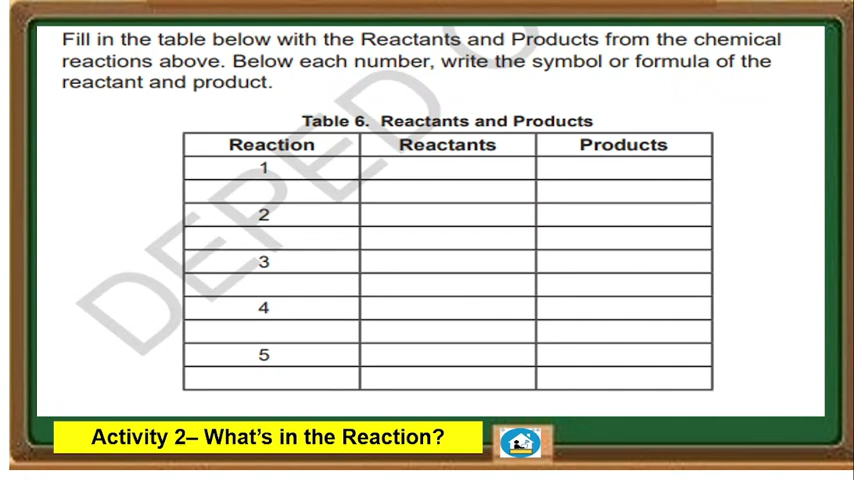 Fill in the table below with the Reactants and Products from the chemical
reactions above. Below each number, write the symbol or formula of the
reactant and product.
Table 6. Reactants and Products
Reaction Reactants Products
1
2
3
4
5
DEPED C
Activity 2– What's in the Reaction?